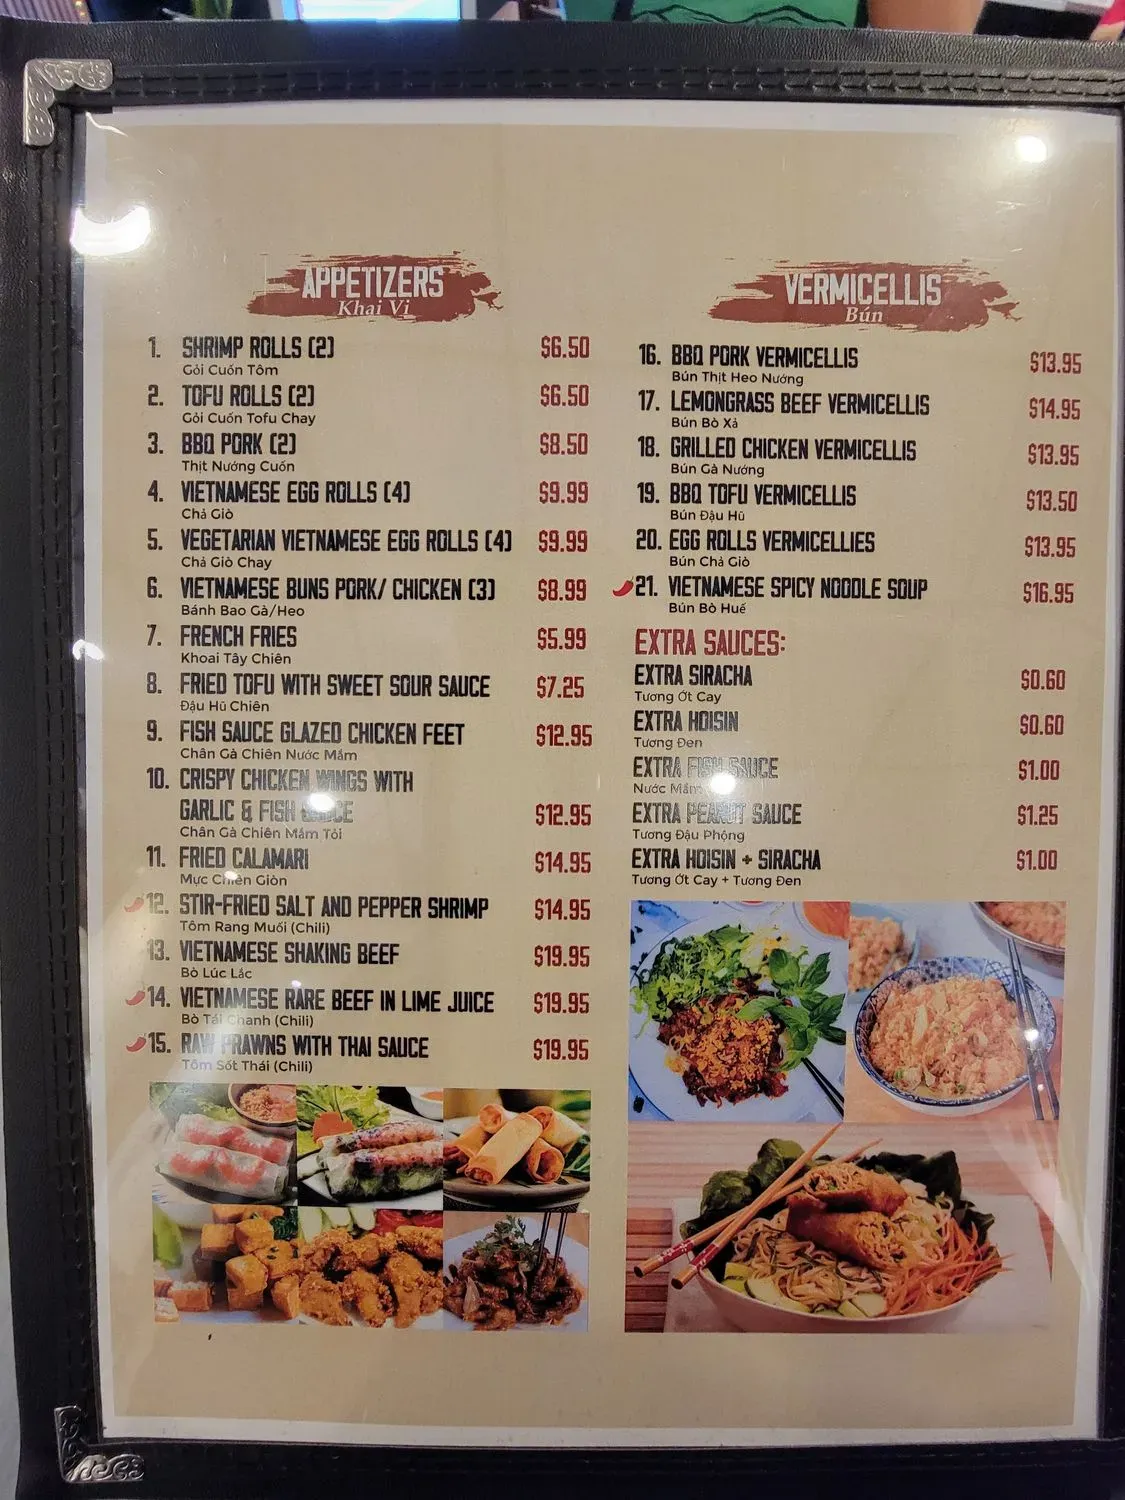 APPETIZERS
Khai Vi
1. SHRIMP ROLLS (2) $6.50
Gỏi Cuốn Tôm
2. TOFU ROLLS (2) $6.50
Gỏi Cuốn Tofu Chay
3. BBQ PORK (2) $8.50
Thịt Nướng Cuốn
4. VIETNAMESE EGG ROLLS (4) $9.99
Chả Giò
5. VEGETARIAN VIETNAMESE EGG ROLLS (4) $9.99
Chả Giò Chay
6. VIETNAMESE BUNS PORK/ CHICKEN (3) $8.99
Bánh Bao Gà/Heo
7. FRENCH FRIES $5.99
Khoai Tây Chiên
8. FRIED TOFU WITH SWEET SOUR SAUCE $7.25
Đậu Hũ Chiên
9. FISH SAUCE GLAZED CHICKEN FEET $12.95
Chân Gà Chiên Nước Mắm
10. CRISPY CHICKEN WINGS WITH
GARLIC & FISH SAUCE $12.95
Chân Gà Chiên Mắm Tỏi
11. FRIED CALAMARI $14.95
Mực Chiên Giòn
12. STIR-FRIED SALT AND PEPPER SHRIMP $14.95
Tôm Rang Muối (Chili)
13. VIETNAMESE SHAKING BEEF $19.95
Bò Lúc Lắc
14. VIETNAMESE RARE BEEF IN LIME JUICE $19.95
Bò Tái Chanh (Chili)
15. RAW PRAWNS WITH THAI SAUCE $19.95
Tôm Sốt Thái (Chili)
VERMICELLIS
Bún
16. BBQ PORK VERMICELLIS $13.95
Bún Thịt Heo Nướng
17. LEMONGRASS BEEF VERMICELLIS $14.95
Bún Bò Xả
18. GRILLED CHICKEN VERMICELLIS $13.95
Bún Gà Nướng
19. BBQ TOFU VERMICELLIS $13.50
Bún Đậu Hũ
20. EGG ROLLS VERMICELLIES $13.95
Bún Chả Giò
21. VIETNAMESE SPICY NOODLE SOUP $16.95
Bún Bò Huế
EXTRA SAUCES:
EXTRA SIRACHA $0.60
Tương Ớt Cay
EXTRA HOISIN $0.60
Tương Đen
EXTRA FISH SAUCE $1.00
Nước Mắm
EXTRA PEANUT SAUCE $1.25
Tương Đậu Phộng
EXTRA HOISIN + SIRACHA $1.00
Tương Ớt Cay + Tương Đen